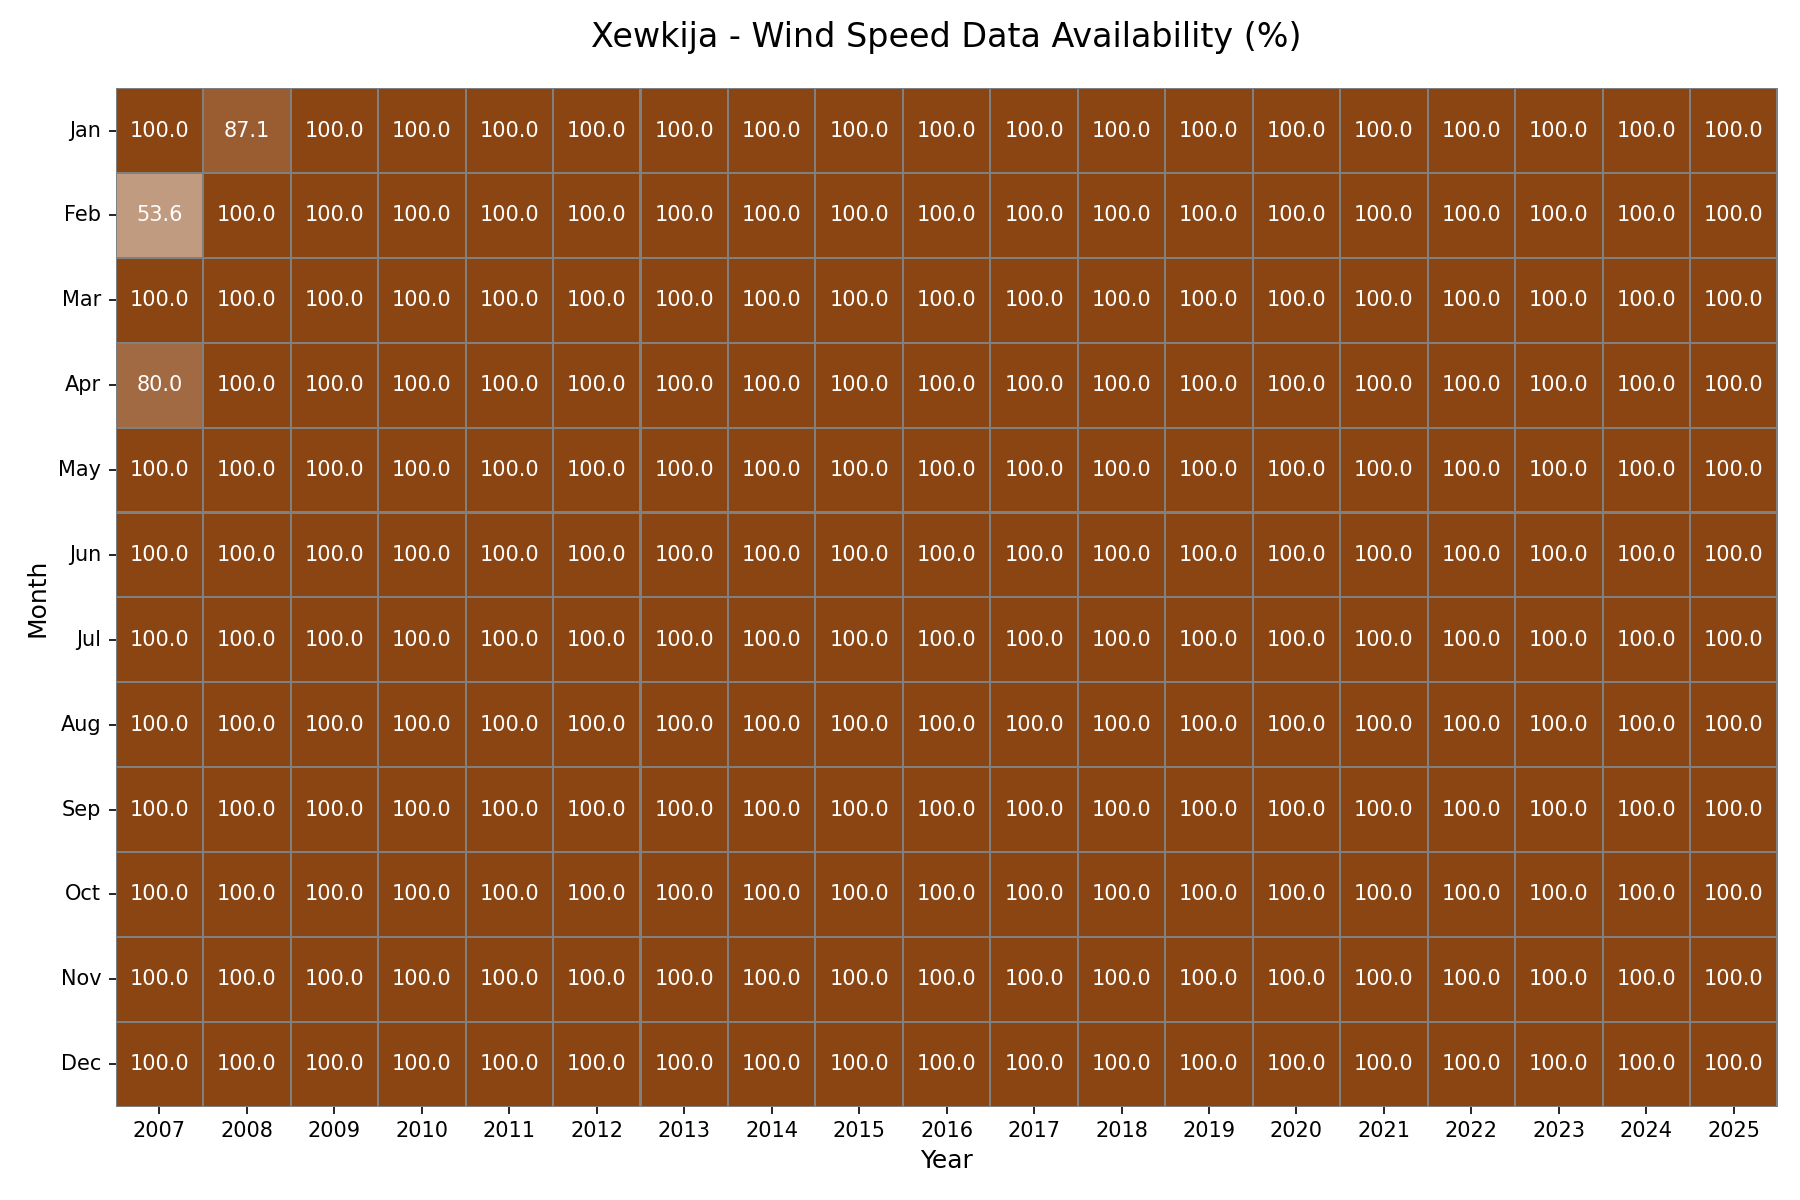 Xewkija - Wind Speed Data Availability (%)
Jan 100.0 87.1 100.0 100.0 100.0 100.0 100.0 100.0 100.0 100.0 100.0 100.0 100.0 100.0 100.0 100.0 100.0 100.0 100.0
Feb 53.6 100.0 100.0 100.0 100.0 100.0 100.0 100.0 100.0 100.0 100.0 100.0 100.0 100.0 100.0 100.0 100.0 100.0 100.0
Mar 100.0 100.0 100.0 100.0 100.0 100.0 100.0 100.0 100.0 100.0 100.0 100.0 100.0 100.0 100.0 100.0 100.0 100.0 100.0
Apr 80.0 100.0 100.0 100.0 100.0 100.0 100.0 100.0 100.0 100.0 100.0 100.0 100.0 100.0 100.0 100.0 100.0 100.0 100.0
May 100.0 100.0 100.0 100.0 100.0 100.0 100.0 100.0 100.0 100.0 100.0 100.0 100.0 100.0 100.0 100.0 100.0 100.0 100.0
Jun 100.0 100.0 100.0 100.0 100.0 100.0 100.0 100.0 100.0 100.0 100.0 100.0 100.0 100.0 100.0 100.0 100.0 100.0 100.0
Month
Jul 100.0 100.0 100.0 100.0 100.0 100.0 100.0 100.0 100.0 100.0 100.0 100.0 100.0 100.0 100.0 100.0 100.0 100.0 100.0
Aug 100.0 100.0 100.0 100.0 100.0 100.0 100.0 100.0 100.0 100.0 100.0 100.0 100.0 100.0 100.0 100.0 100.0 100.0 100.0
Sep 100.0 100.0 100.0 100.0 100.0 100.0 100.0 100.0 100.0 100.0 100.0 100.0 100.0 100.0 100.0 100.0 100.0 100.0 100.0
Oct 100.0 100.0 100.0 100.0 100.0 100.0 100.0 100.0 100.0 100.0 100.0 100.0 100.0 100.0 100.0 100.0 100.0 100.0 100.0
Nov 100.0 100.0 100.0 100.0 100.0 100.0 100.0 100.0 100.0 100.0 100.0 100.0 100.0 100.0 100.0 100.0 100.0 100.0 100.0
Dec 100.0 100.0 100.0 100.0 100.0 100.0 100.0 100.0 100.0 100.0 100.0 100.0 100.0 100.0 100.0 100.0 100.0 100.0 100.0
2007 2008 2009 2010 2011 2012 2013 2014 2015 2016 2017 2018 2019 2020 2021 2022 2023 2024 2025
Year